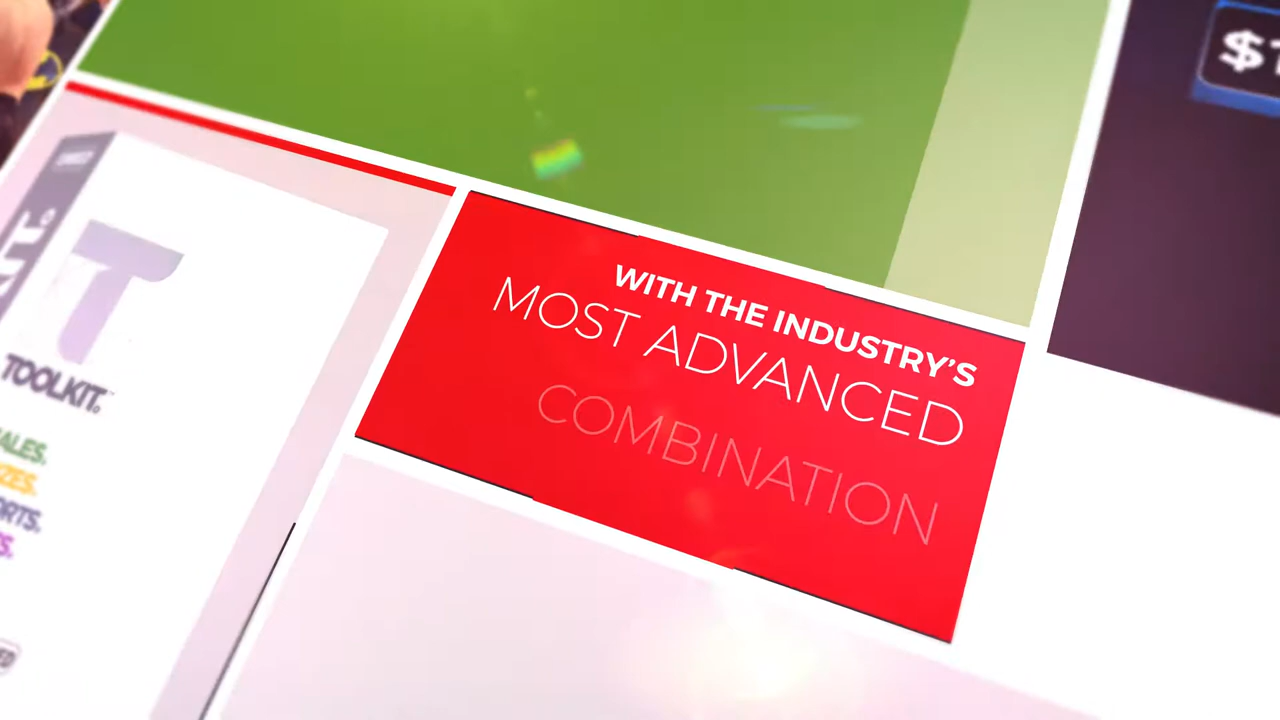 WITH THE INDUSTRY'S
MOST ADVANCED
COMBINATION
TOOLKIT.